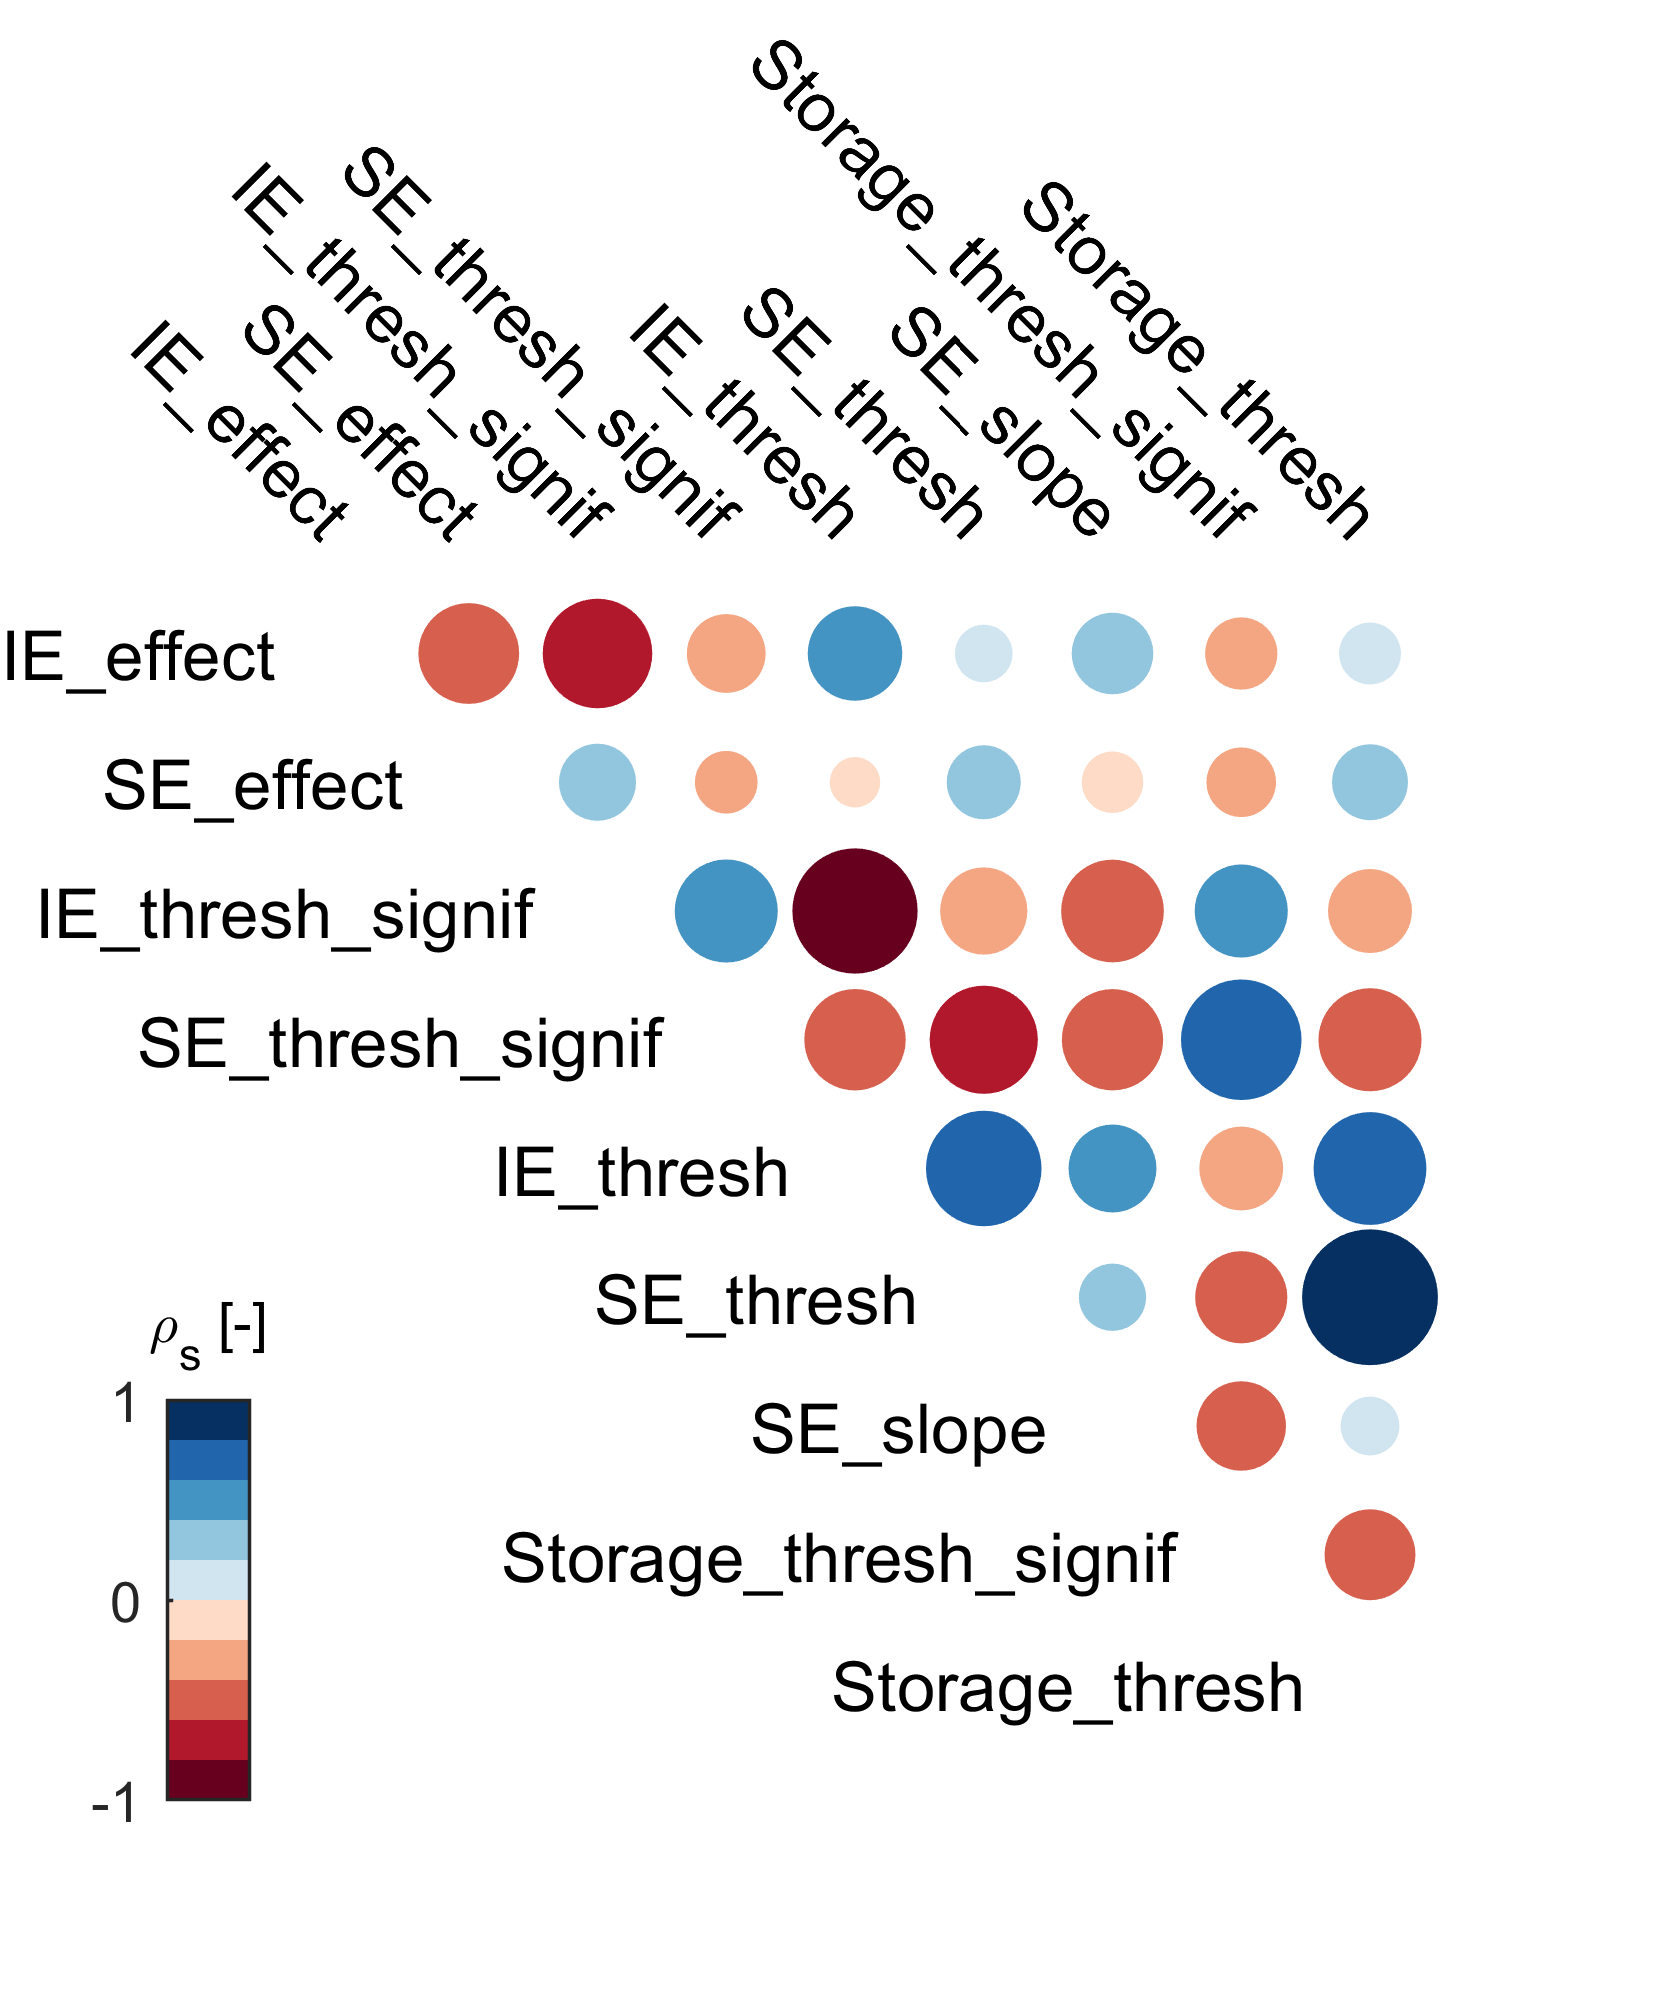 IE_effect
SE_effect
IE_thresh_signif
SE_thresh_signif
IE_thresh
SE_thresh
SE_slope
Storage_thresh_signif
Storage_thresh
IE_effect
SE_effect
IE_thresh_signif
SE_thresh_signif
IE_thresh
SE_thresh
SE_slope
Storage_thresh_signif
Storage_thresh
ρs [-]
1
0
-1